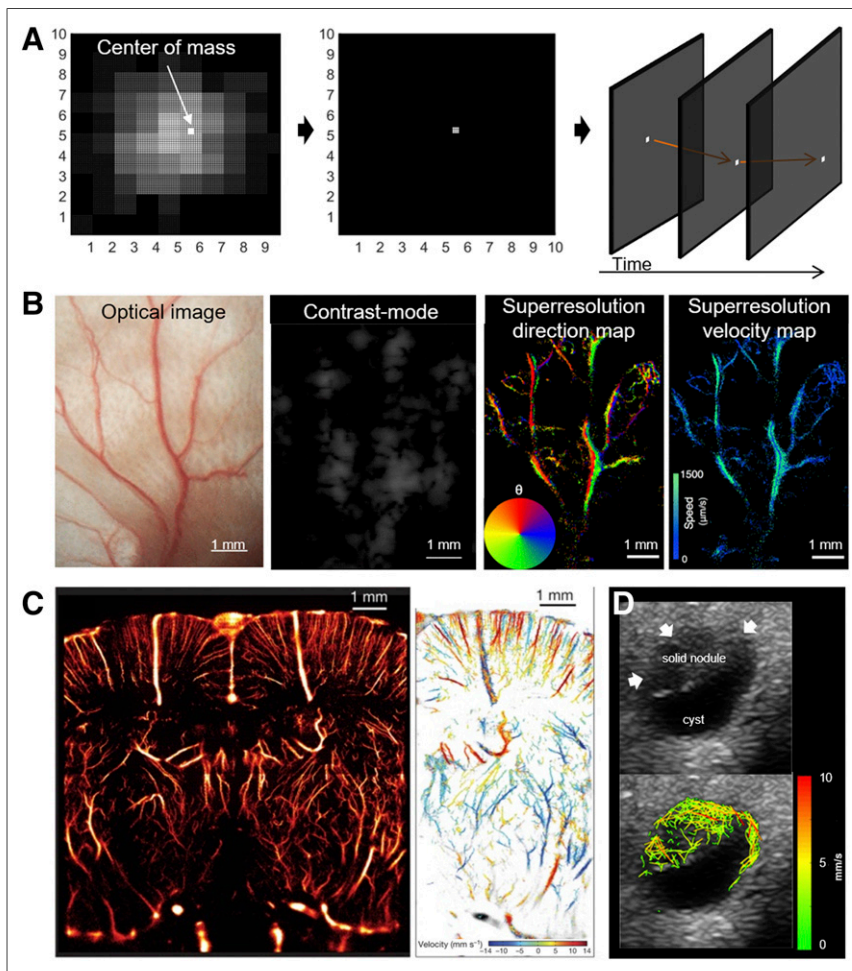 A
10
9
8
7
6
5
4
3
2
1
Center of mass
1 2 3 4 5 6 7 8 9
10
9
8
7
6
5
4
3
2
1
1 2 3 4 5 6 7 8 9 10
Time
B
Optical image
1 mm
Contrast-mode
1 mm
Superresolution
direction map
θ
1 mm
Superresolution
velocity map
1500
Speed
(μm/s)
0
1 mm
C
1 mm
1 mm
Velocity (mm s⁻¹)
−14 −10 −5 0 5 10 14
D
solid nodule
cyst
10
5
0
mm/s